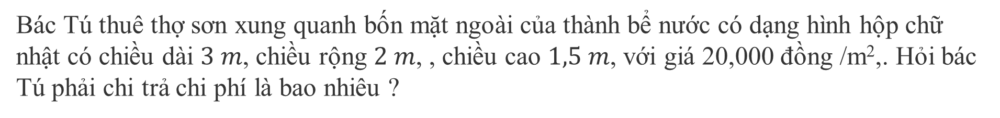 Bác Tú thuê thợ sơn xung quanh bốn mặt ngoài của thành bể nước có dạng hình hộp chữ
nhật có chiều dài 3 m, chiều rộng 2 m, , chiều cao 1,5 m, với giá 20,000 đồng /m²,. Hỏi bác
Tú phải chi trả chi phí là bao nhiêu ?